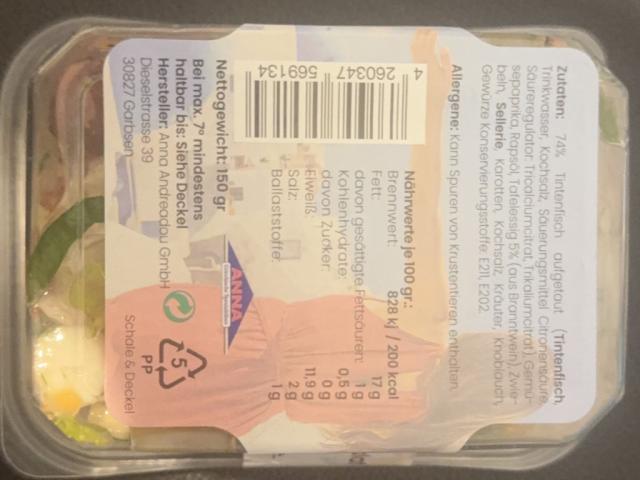 Zutaten: 74% Tintenfisch aufgetaut (Tintenfisch,
Trinkwasser, Kochsalz, Säuerungsmittel: Citronensäure,
Säureregulator: Tricalciumcitrat, Trikaliumcitrat), Gemü-
sepaprika, Rapsöl, Tafelessig 5% (aus Branntwein), Zwie-
beln, Sellerie, Karotten, Kochsalz, Kräuter, Knoblauch,
Gewürze Konservierungsstoffe: E211, E202.
Allergene: Kann Spuren von Krustentieren enthalten.
Nährwerte je 100 gr.:
Brennwert: 828 kj / 200 kcal
Fett: 17 g
davon gesättigte Fettsäuren: 1 g
Kohlenhydrate: 0,5 g
davon Zucker: 0 g
Eiweiß: 11,9 g
Salz: 2 g
Ballaststoffe: 1 g
4 260347 569134
ANNA
Nettogewicht: 150 gr
Bei max. 7° mindestens
haltbar bis: Siehe Deckel
Hersteller: Anna Andreadou GmbH
Dieselstrasse 39
30827 Garbsen
5
PP
Schale & Deckel